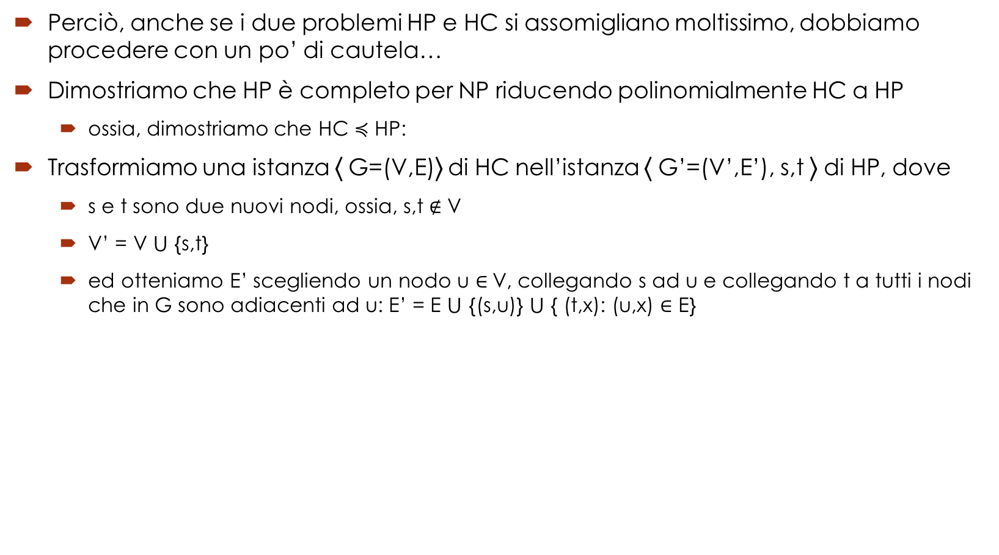 Perciò, anche se i due problemi HP e HC si assomigliano moltissimo, dobbiamo
procedere con un po’ di cautela…
Dimostriamo che HP è completo per NP riducendo polinomialmente HC a HP
ossia, dimostriamo che HC ≼ HP:
Trasformiamo una istanza ⟨ G=(V,E)⟩ di HC nell’istanza ⟨ G’=(V’,E’), s,t ⟩ di HP, dove
s e t sono due nuovi nodi, ossia, s,t ∉ V
V’ = V ∪ {s,t}
ed otteniamo E’ scegliendo un nodo u ∈ V, collegando s ad u e collegando t a tutti i nodi
che in G sono adiacenti ad u: E’ = E ∪ {(s,u)} ∪ { (t,x): (u,x) ∈ E}